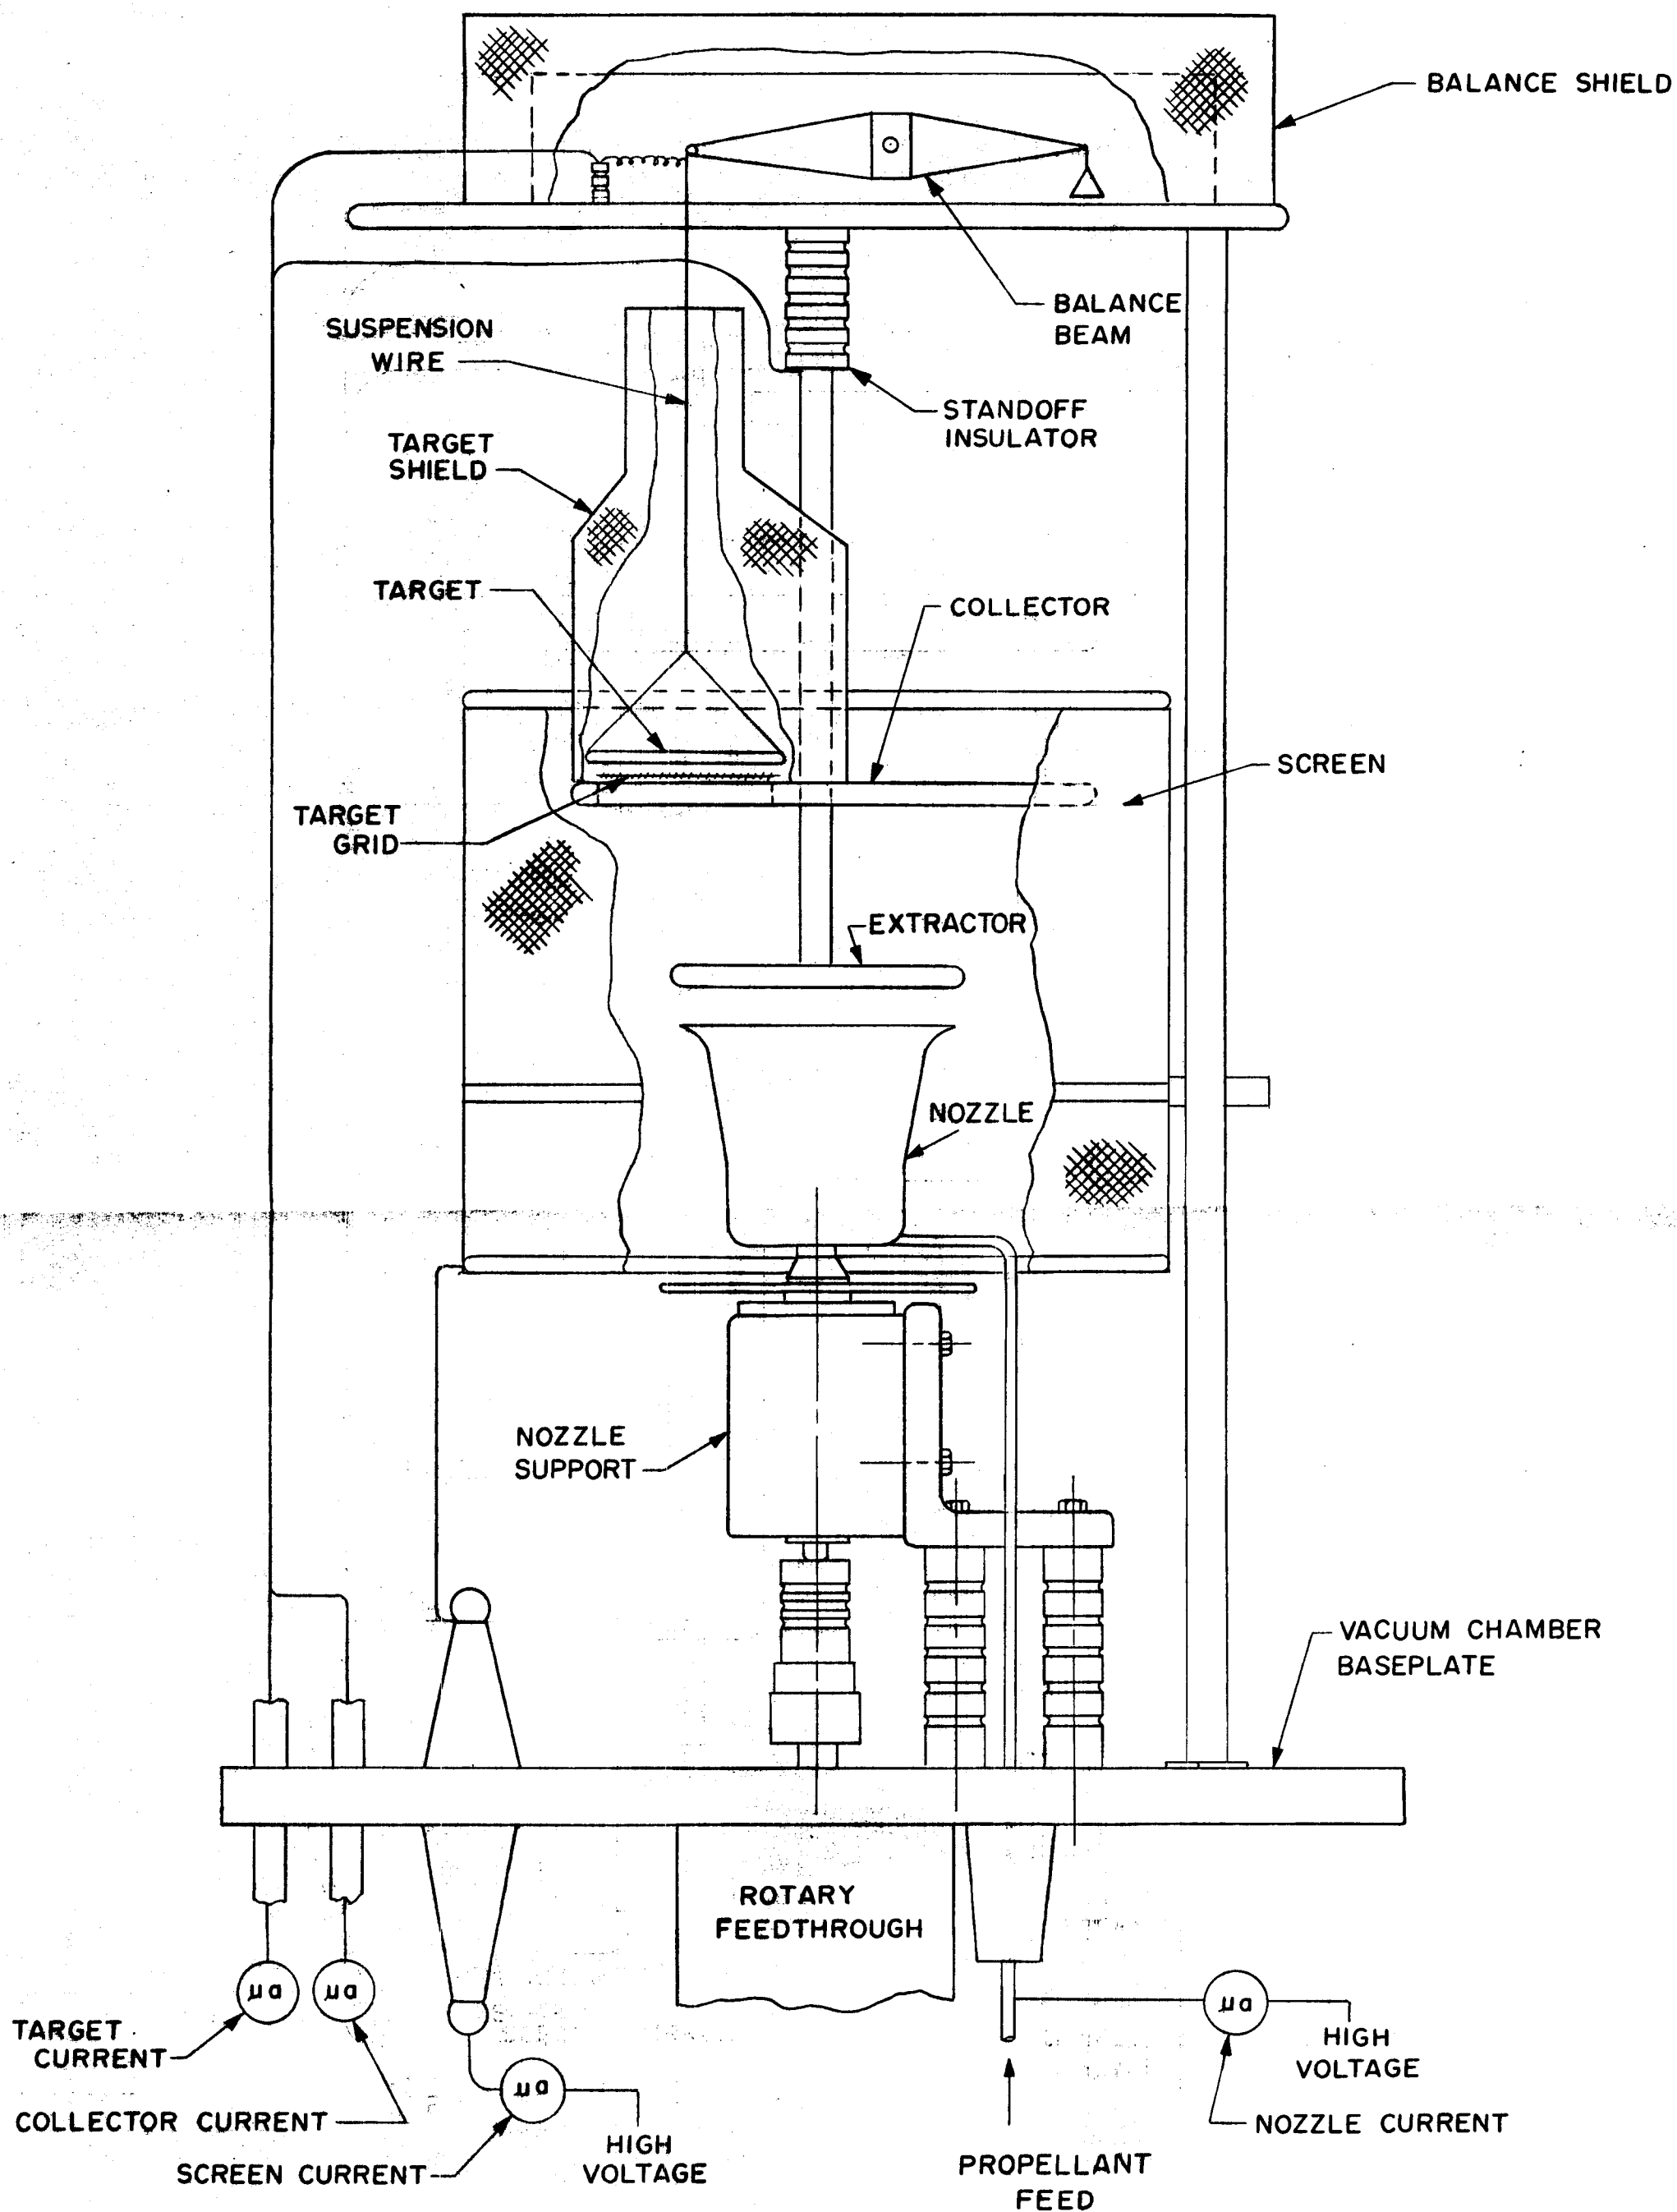 BALANCE SHIELD
BALANCE
BEAM
SUSPENSION
WIRE
STANDOFF
INSULATOR
TARGET
SHIELD
TARGET
COLLECTOR
SCREEN
TARGET
GRID
EXTRACTOR
NOZZLE
NOZZLE
SUPPORT
VACUUM CHAMBER
BASEPLATE
ROTARY
FEEDTHROUGH
μa
μa
μa
μa
TARGET
CURRENT
COLLECTOR CURRENT
SCREEN CURRENT
HIGH
VOLTAGE
HIGH
VOLTAGE
NOZZLE CURRENT
PROPELLANT
FEED